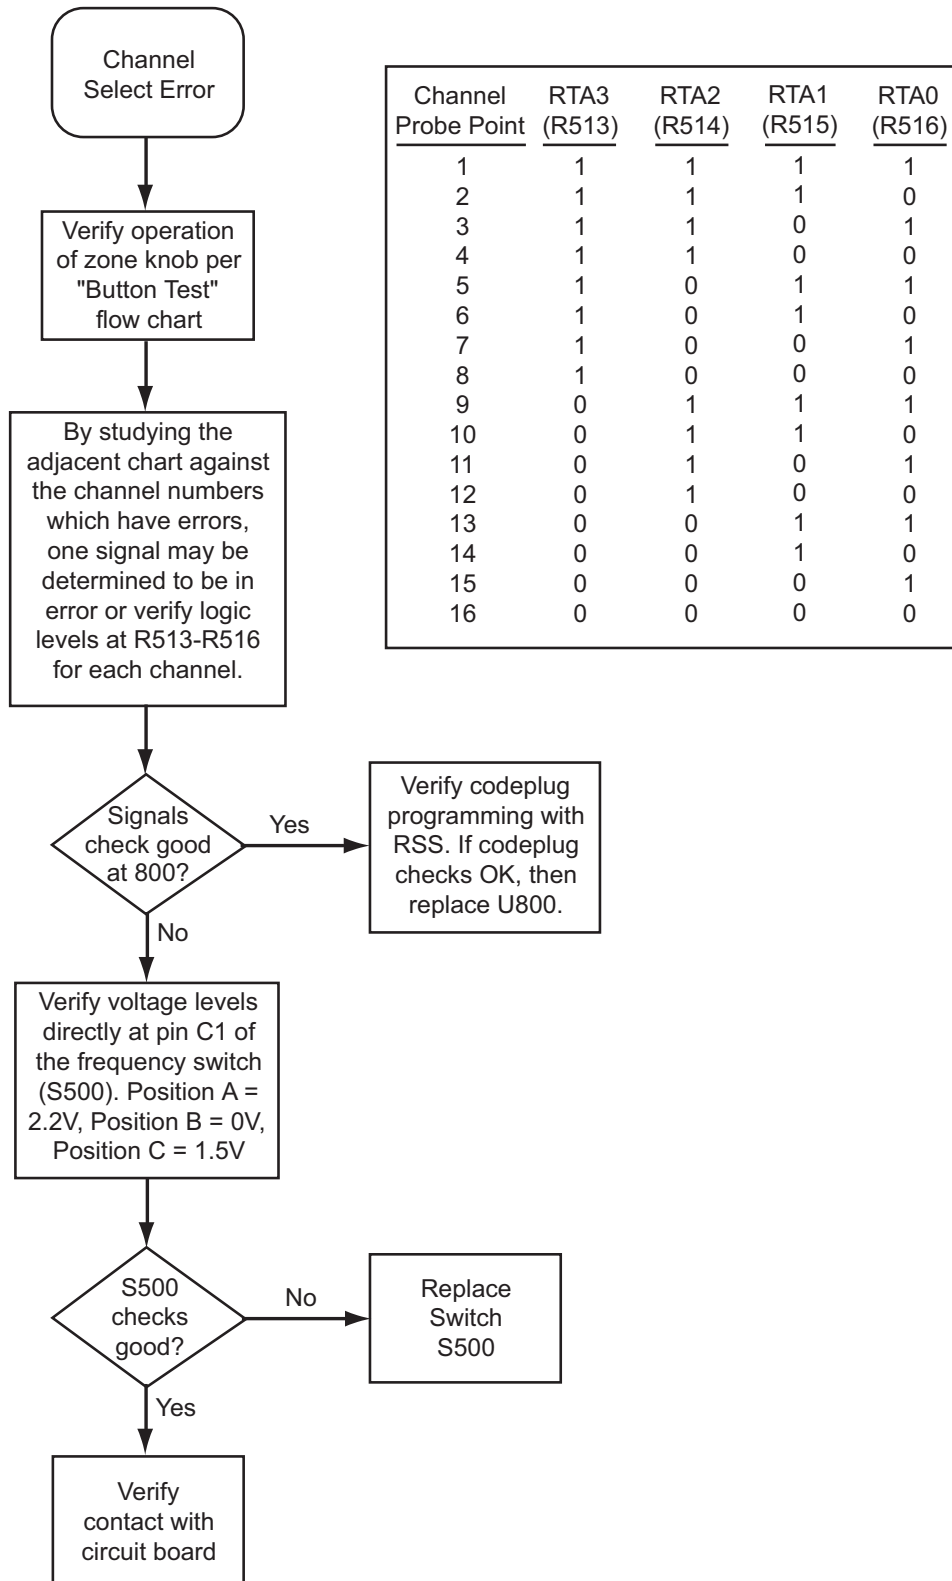 Channel
Select Error
Verify operation
of zone knob per
"Button Test"
flow chart
By studying the
adjacent chart against
the channel numbers
which have errors,
one signal may be
determined to be in
error or verify logic
levels at R513-R516
for each channel.
Signals
check good
at 800?
Yes
Verify codeplug
programming with
RSS. If codeplug
checks OK, then
replace U800.
No
Verify voltage levels
directly at pin C1 of
the frequency switch
(S500). Position A =
2.2V, Position B = 0V,
Position C = 1.5V
S500
checks
good?
No
Replace
Switch
S500
Yes
Verify
contact with
circuit board
Channel RTA3 RTA2 RTA1 RTA0
Probe Point (R513) (R514) (R515) (R516)
1 1 1 1 1
2 1 1 1 0
3 1 1 0 1
4 1 1 0 0
5 1 0 1 1
6 1 0 1 0
7 1 0 0 1
8 1 0 0 0
9 0 1 1 1
10 0 1 1 0
11 0 1 0 1
12 0 1 0 0
13 0 0 1 1
14 0 0 1 0
15 0 0 0 1
16 0 0 0 0